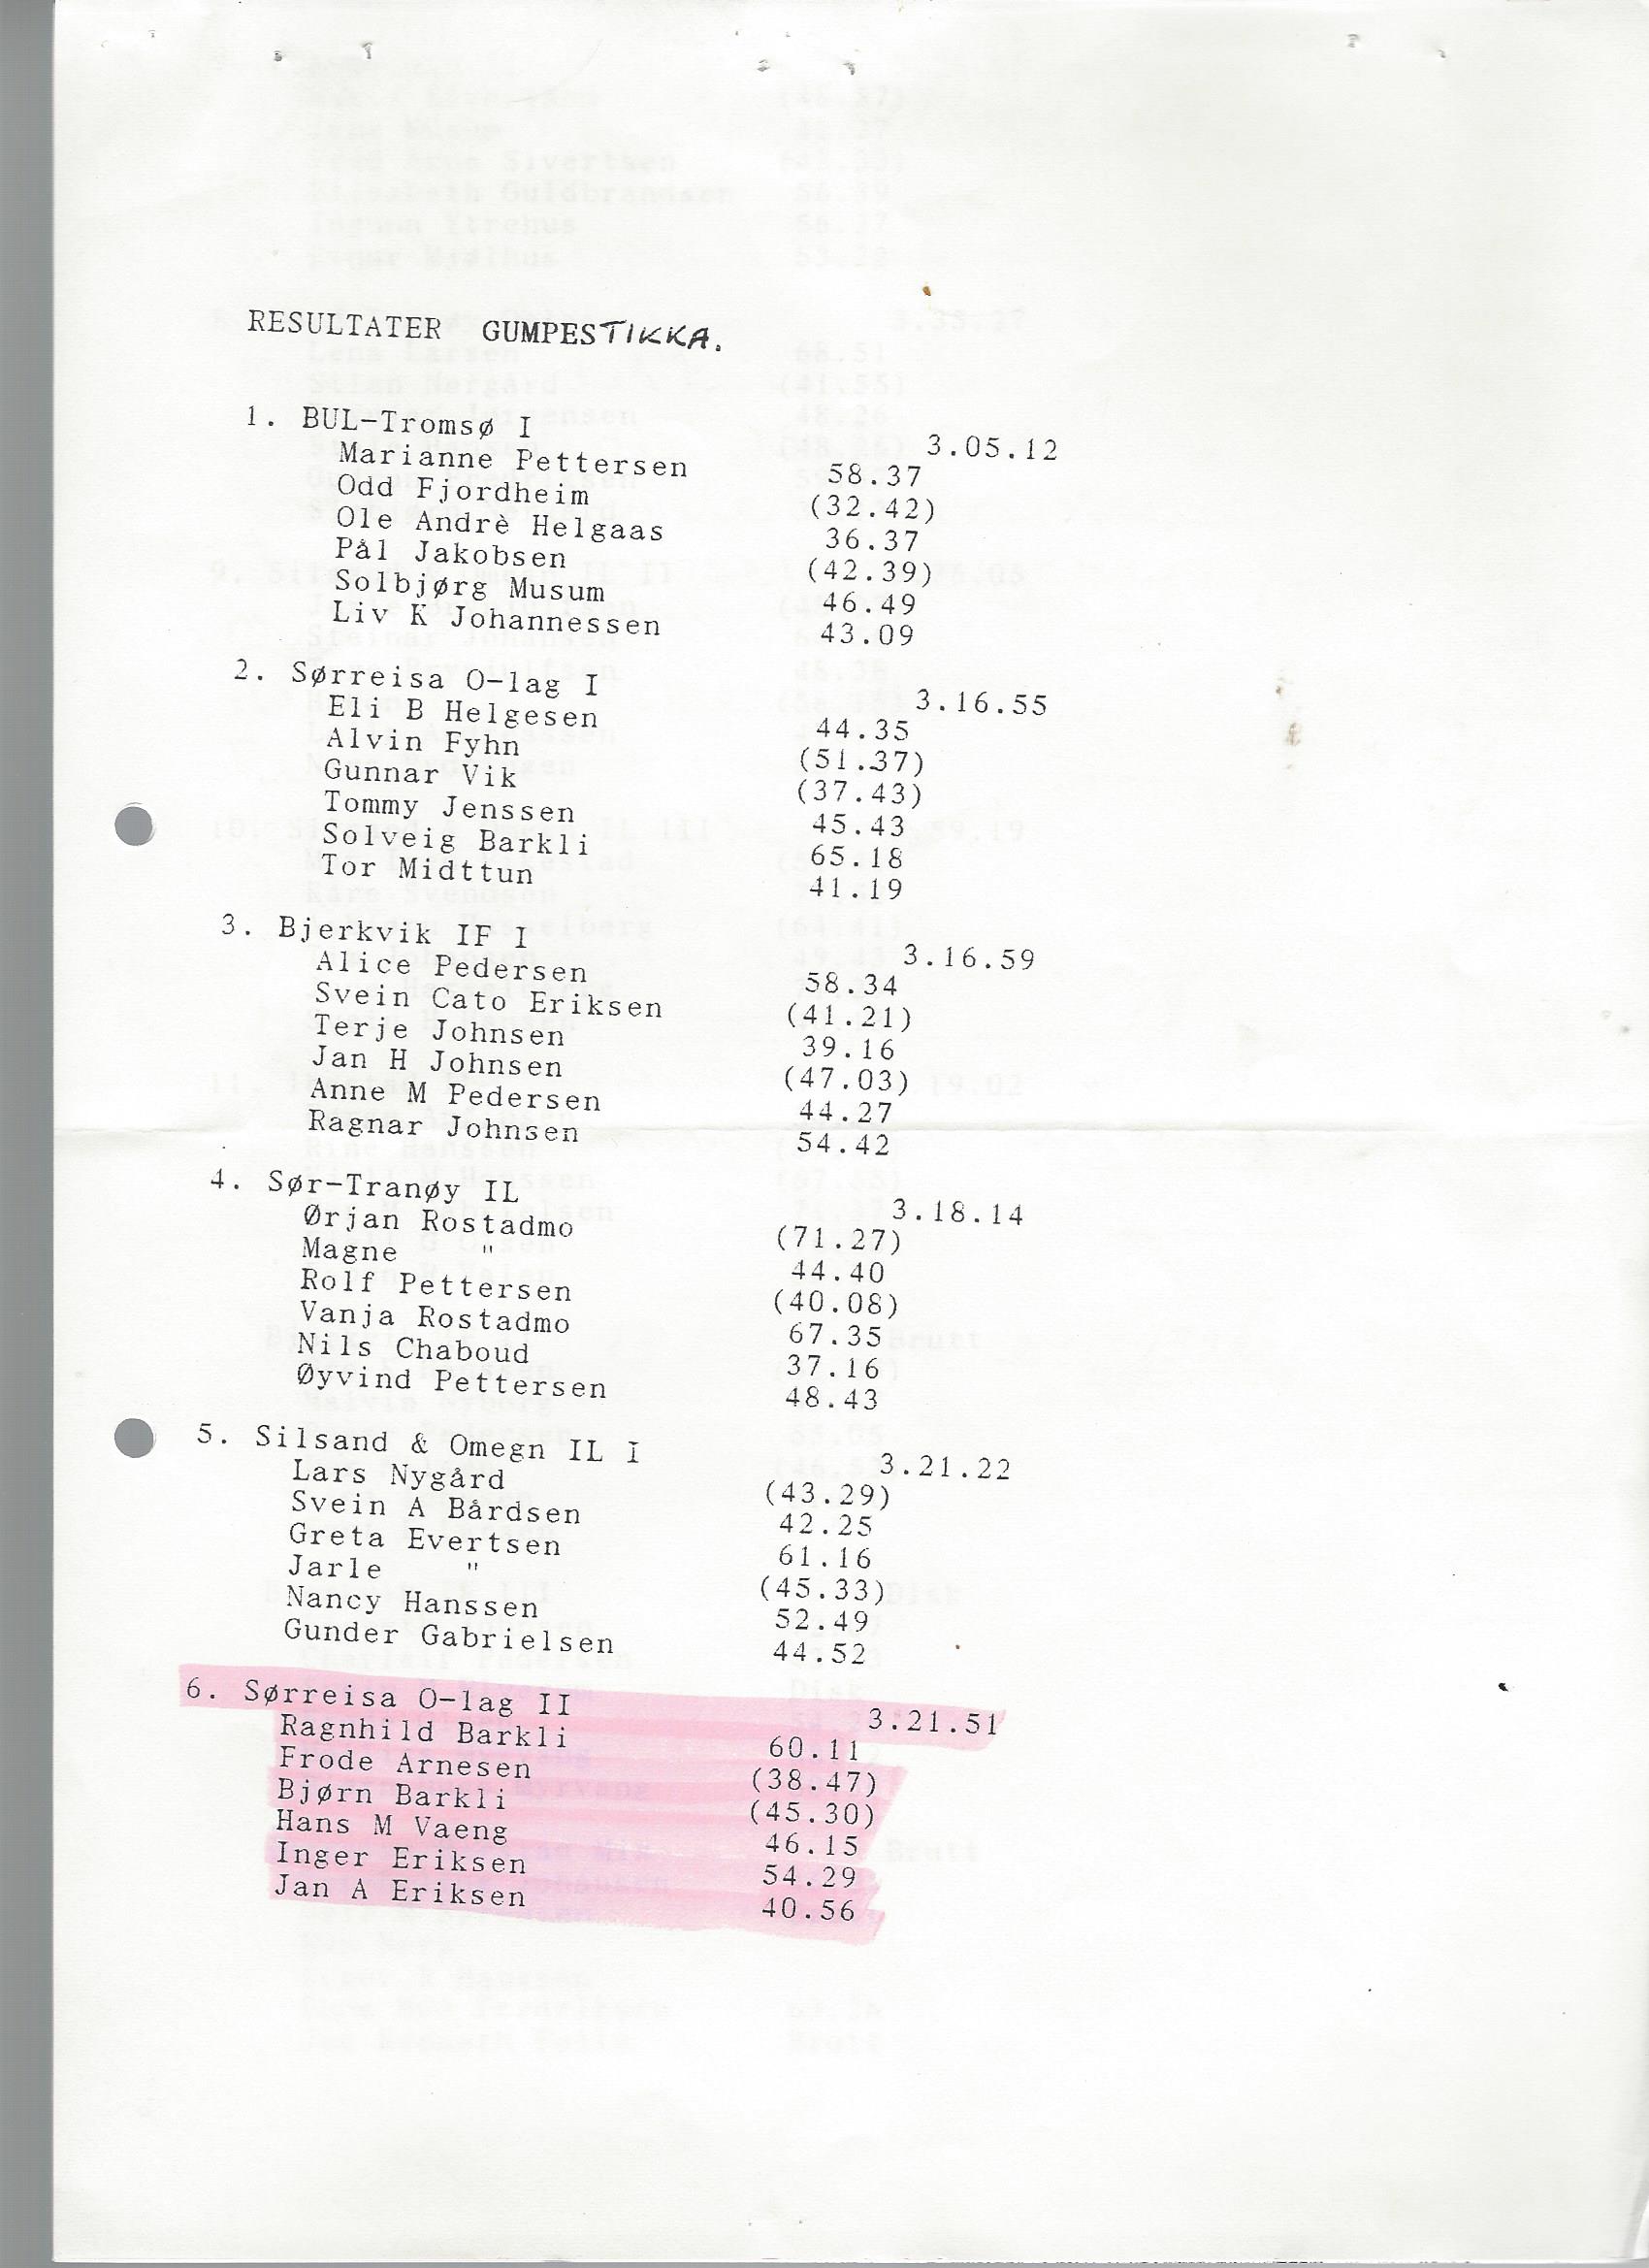 RESULTATER GUMPESTIKKA.
1. BUL-Tromsø I 3.05.12
Marianne Pettersen 58.37
Odd Fjordheim (32.42)
Ole Andrè Helgaas 36.37
Pål Jakobsen (42.39)
Solbjørg Musum 46.49
Liv K Johannessen 43.09
2. Sørreisa O-lag I 3.16.55
Eli B Helgesen 44.35
Alvin Fyhn (51.37)
Gunnar Vik (37.43)
Tommy Jenssen 45.43
Solveig Barkli 65.18
Tor Midttun 41.19
3. Bjerkvik IF I 3.16.59
Alice Pedersen 58.34
Svein Cato Eriksen (41.21)
Terje Johnsen 39.16
Jan H Johnsen (47.03)
Anne M Pedersen 44.27
Ragnar Johnsen 54.42
4. Sør-Tranøy IL 3.18.14
Ørjan Rostadmo (71.27)
Magne " 44.40
Rolf Pettersen (40.08)
Vanja Rostadmo 67.35
Nils Chaboud 37.16
Øyvind Pettersen 48.43
5. Silsand & Omegn IL I 3.21.22
Lars Nygård (43.29)
Svein A Bårdsen 42.25
Greta Evertsen 61.16
Jarle " (45.33)
Nancy Hanssen 52.49
Gunder Gabrielsen 44.52
6. Sørreisa O-lag II 3.21.51
Ragnhild Barkli 60.11
Frode Arnesen (38.47)
Bjørn Barkli (45.30)
Hans M Vaeng 46.15
Inger Eriksen 54.29
Jan A Eriksen 40.56